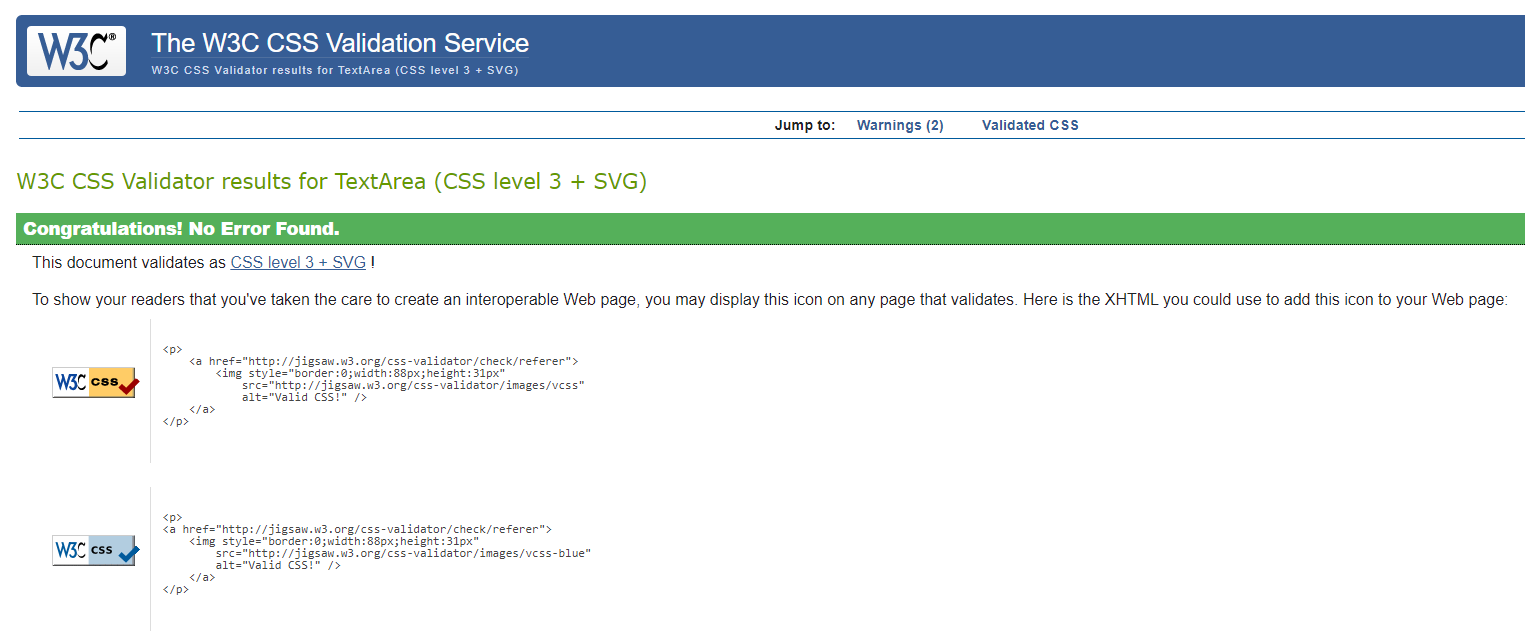 W3C® The W3C CSS Validation Service
W3C CSS Validator results for TextArea (CSS level 3 + SVG)
Jump to: Warnings (2) Validated CSS
W3C CSS Validator results for TextArea (CSS level 3 + SVG)
Congratulations! No Error Found.
This document validates as CSS level 3 + SVG !
To show your readers that you've taken the care to create an interoperable Web page, you may display this icon on any page that validates. Here is the XHTML you could use to add this icon to your Web page:
W3C css
<p>
    <a href="http://jigsaw.w3.org/css-validator/check/referer">
        <img style="border:0;width:88px;height:31px"
            src="http://jigsaw.w3.org/css-validator/images/vcss"
            alt="Valid CSS!" />
    </a>
</p>
W3C css
<p>
<a href="http://jigsaw.w3.org/css-validator/check/referer">
    <img style="border:0;width:88px;height:31px"
        src="http://jigsaw.w3.org/css-validator/images/vcss-blue"
        alt="Valid CSS!" />
    </a>
</p>